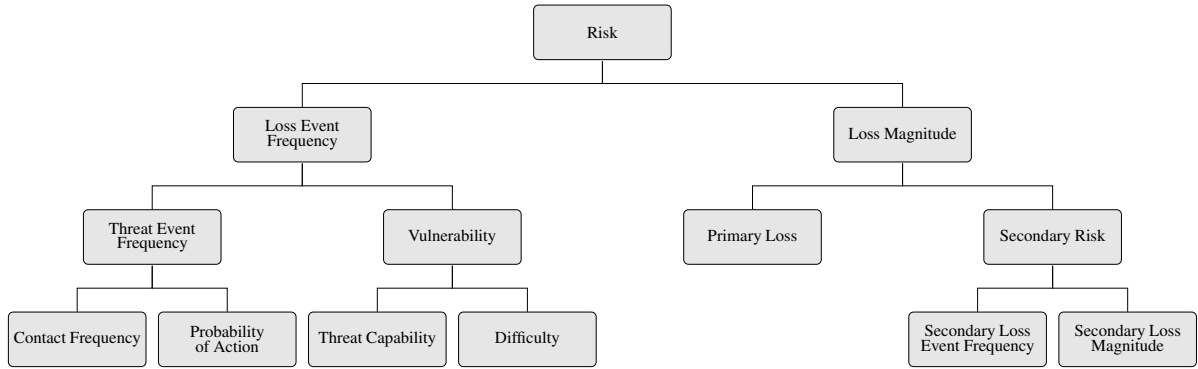 Risk
Loss Event
Frequency
Loss Magnitude
Threat Event
Frequency
Vulnerability
Primary Loss
Secondary Risk
Contact Frequency
Probability
of Action
Threat Capability
Difficulty
Secondary Loss
Event Frequency
Secondary Loss
Magnitude